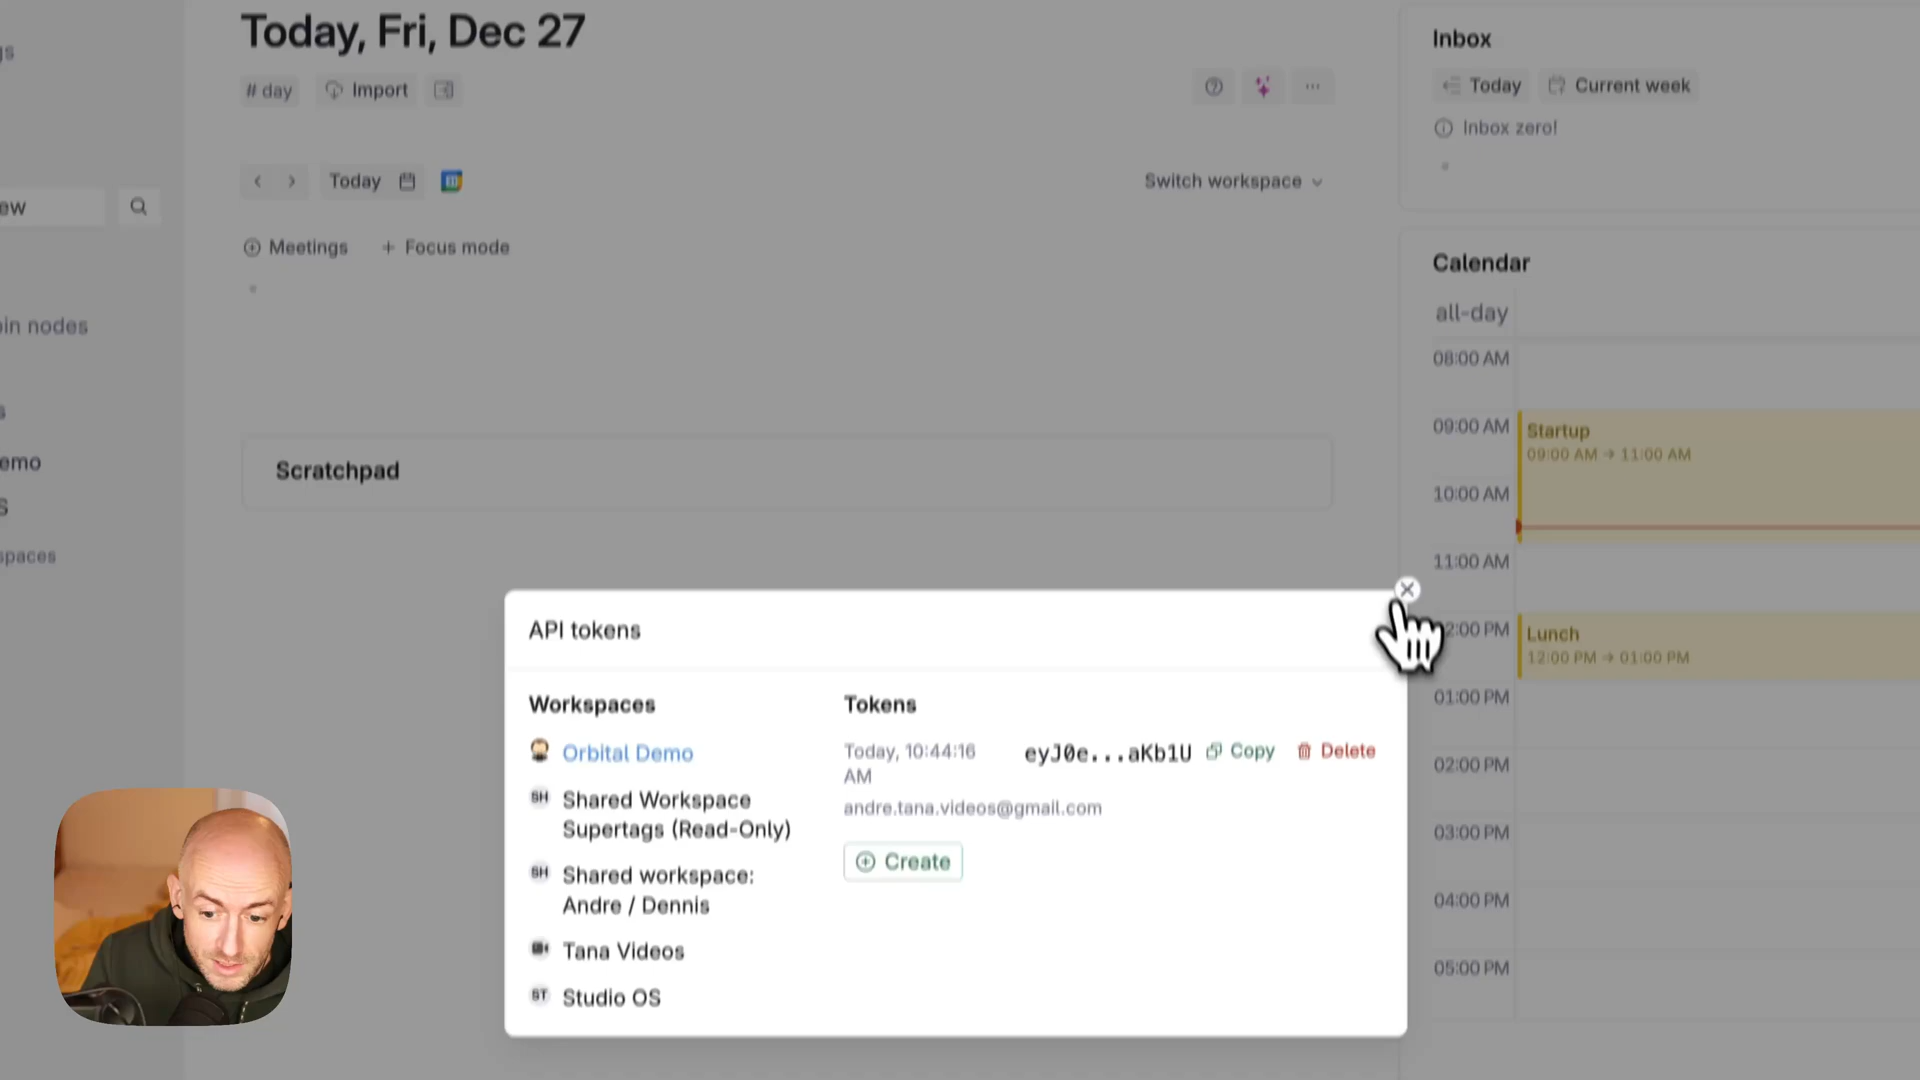 Today, Fri, Dec 27
# day
Import
Today
Switch workspace
Meetings
Focus mode
Scratchpad
Inbox
Today
Current week
Inbox zero!
Calendar
all-day
08:00 AM
09:00 AM
10:00 AM
11:00 AM
2:00 PM
01:00 PM
02:00 PM
03:00 PM
04:00 PM
05:00 PM
Startup
09:00 AM → 11:00 AM
Lunch
12:00 PM → 01:00 PM
gs
ew
in nodes
s
emo
S
spaces
API tokens
Workspaces
Orbital Demo
SH Shared Workspace
Supertags (Read-Only)
SH Shared workspace:
Andre / Dennis
Tana Videos
ST Studio OS
Tokens
Today, 10:44:16
AM
eyJ0e...aKb1U
Copy
Delete
andre.tana.videos@gmail.com
Create